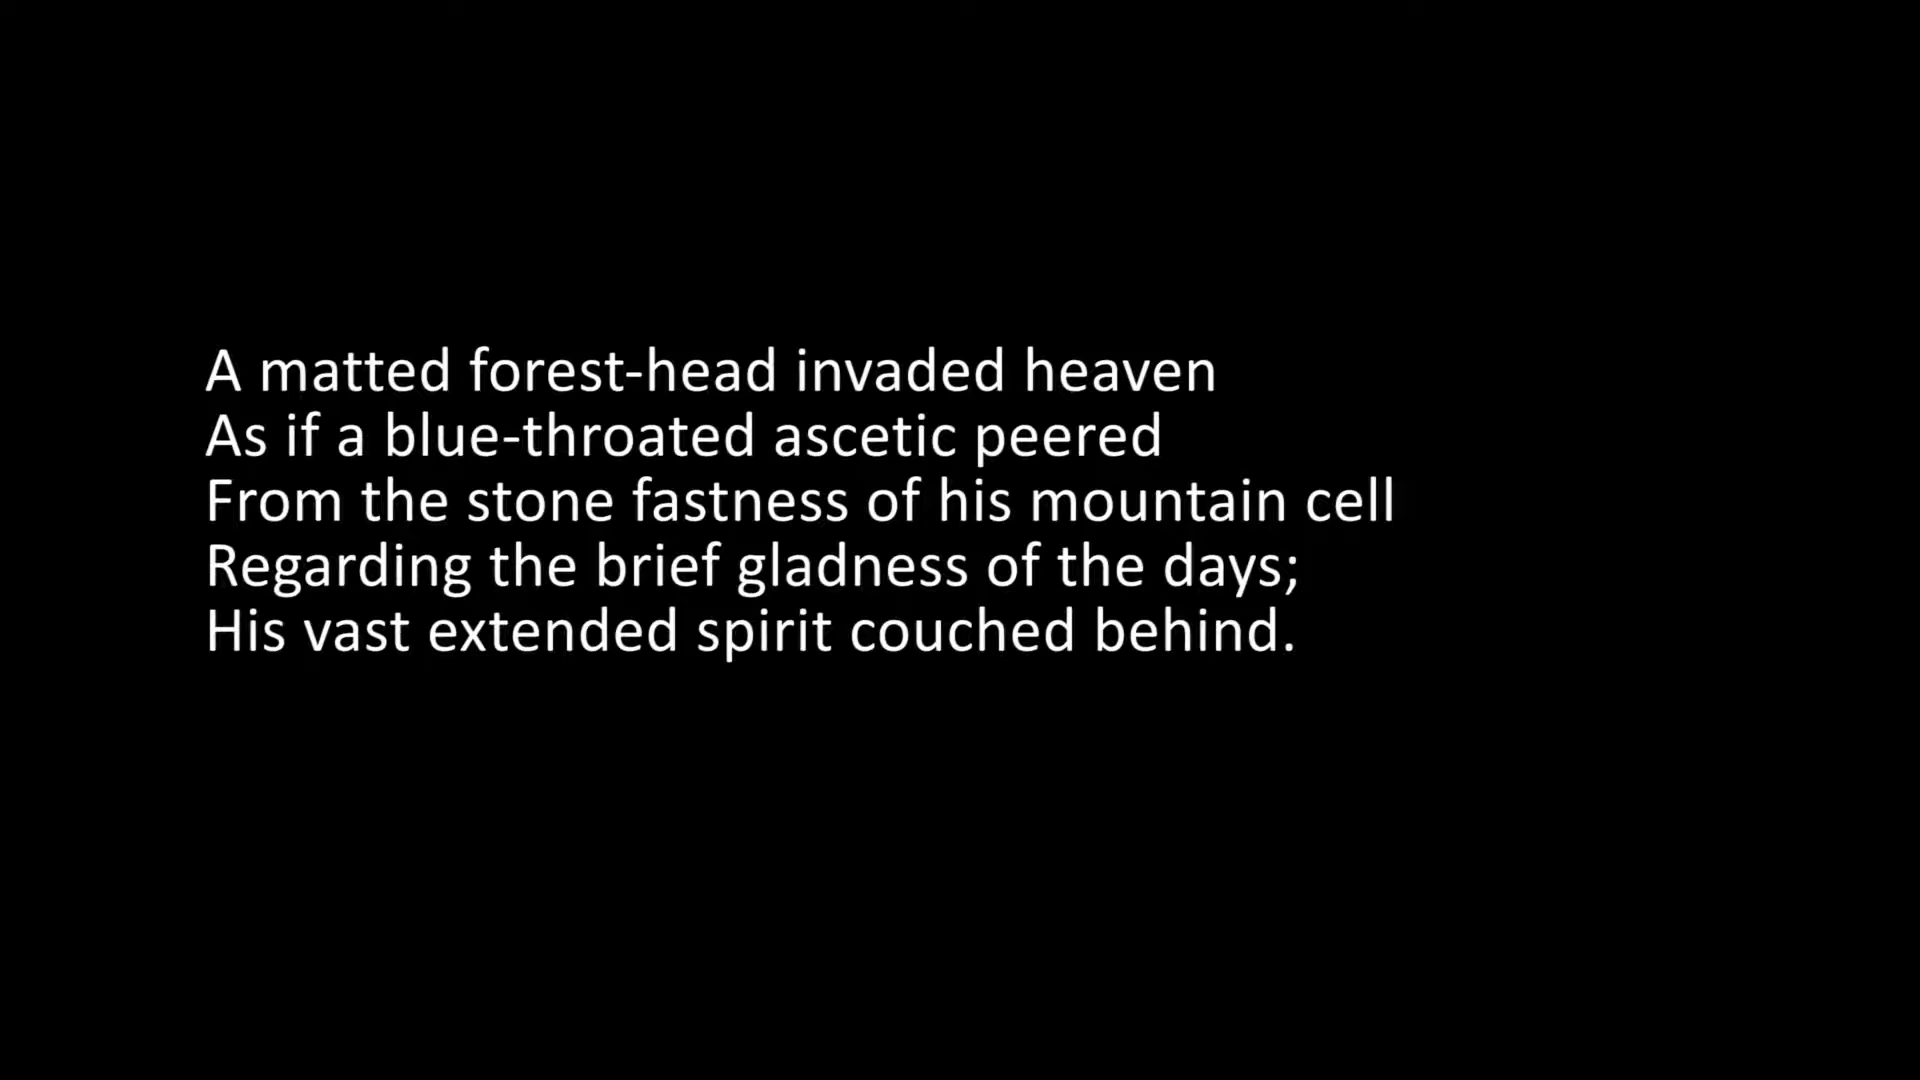 A matted forest-head invaded heaven
As if a blue-throated ascetic peered
From the stone fastness of his mountain cell
Regarding the brief gladness of the days;
His vast extended spirit couched behind.